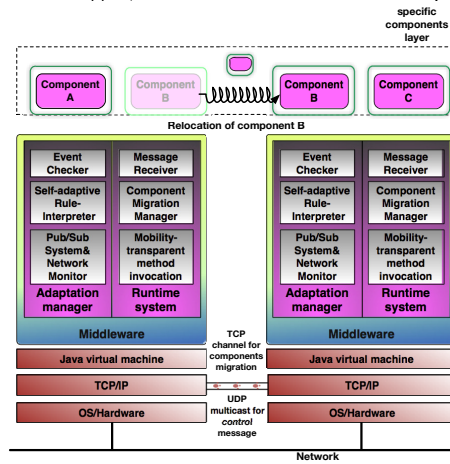 specific
components
layer
Component
A
Component
B
Component
B
Component
C
Relocation of component B
Event
Checker
Message
Receiver
Self-adaptive
Rule-
Interpreter
Component
Migration
Manager
Pub/Sub
System&
Network
Monitor
Mobility-
transparent
method
invocation
Adaptation
manager
Runtime
system
Middleware
Event
Checker
Message
Receiver
Self-adaptive
Rule-
Interpreter
Component
Migration
Manager
Pub/Sub
System&
Network
Monitor
Mobility-
transparent
method
invocation
Adaptation
manager
Runtime
system
Middleware
TCP
channel for
components
migration
Java virtual machine
Java virtual machine
TCP/IP
TCP/IP
UDP
multicast for
control
message
OS/Hardware
OS/Hardware
Network